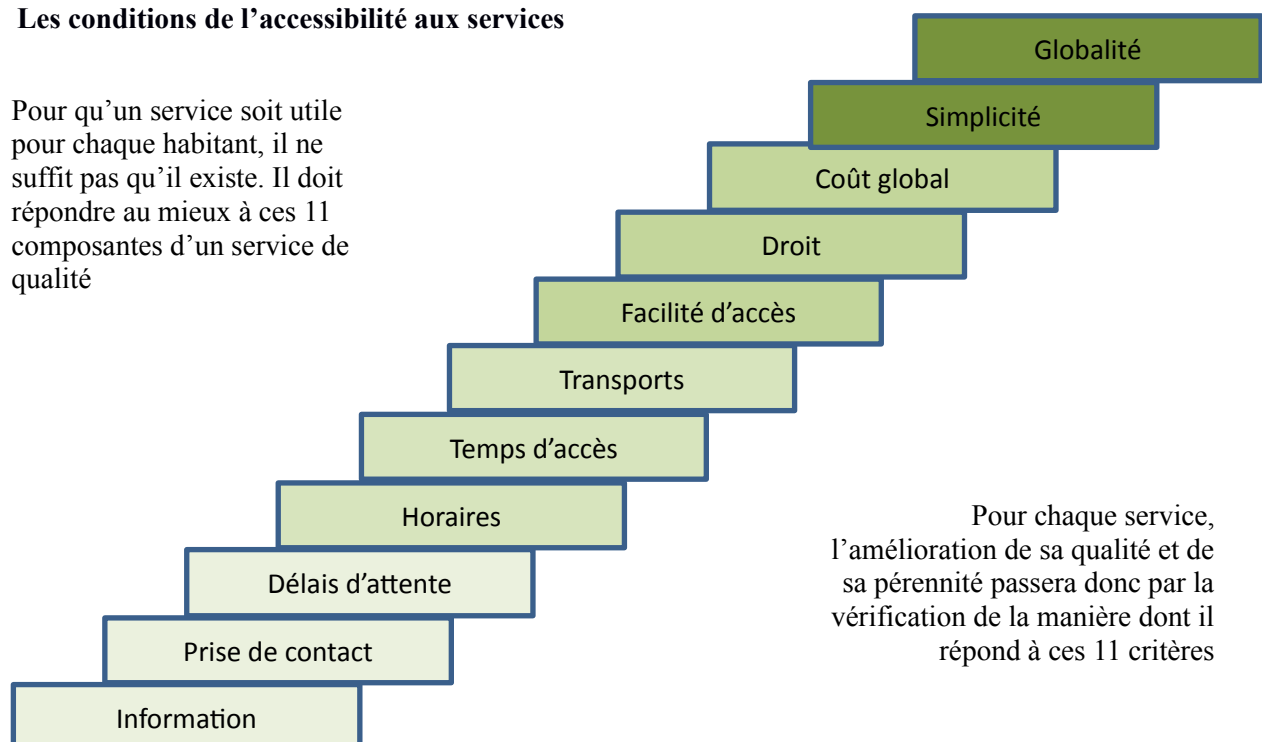 Les conditions de l’accessibilité aux services
Globalité
Simplicité
Pour qu’un service soit utile
pour chaque habitant, il ne
suffit pas qu’il existe. Il doit
répondre au mieux à ces 11
composantes d’un service de
qualité
Coût global
Droit
Facilité d’accès
Transports
Temps d’accès
Horaires
Délais d’attente
Prise de contact
Information
Pour chaque service,
l’amélioration de sa qualité et de
sa pérennité passera donc par la
vérification de la manière dont il
répond à ces 11 critères